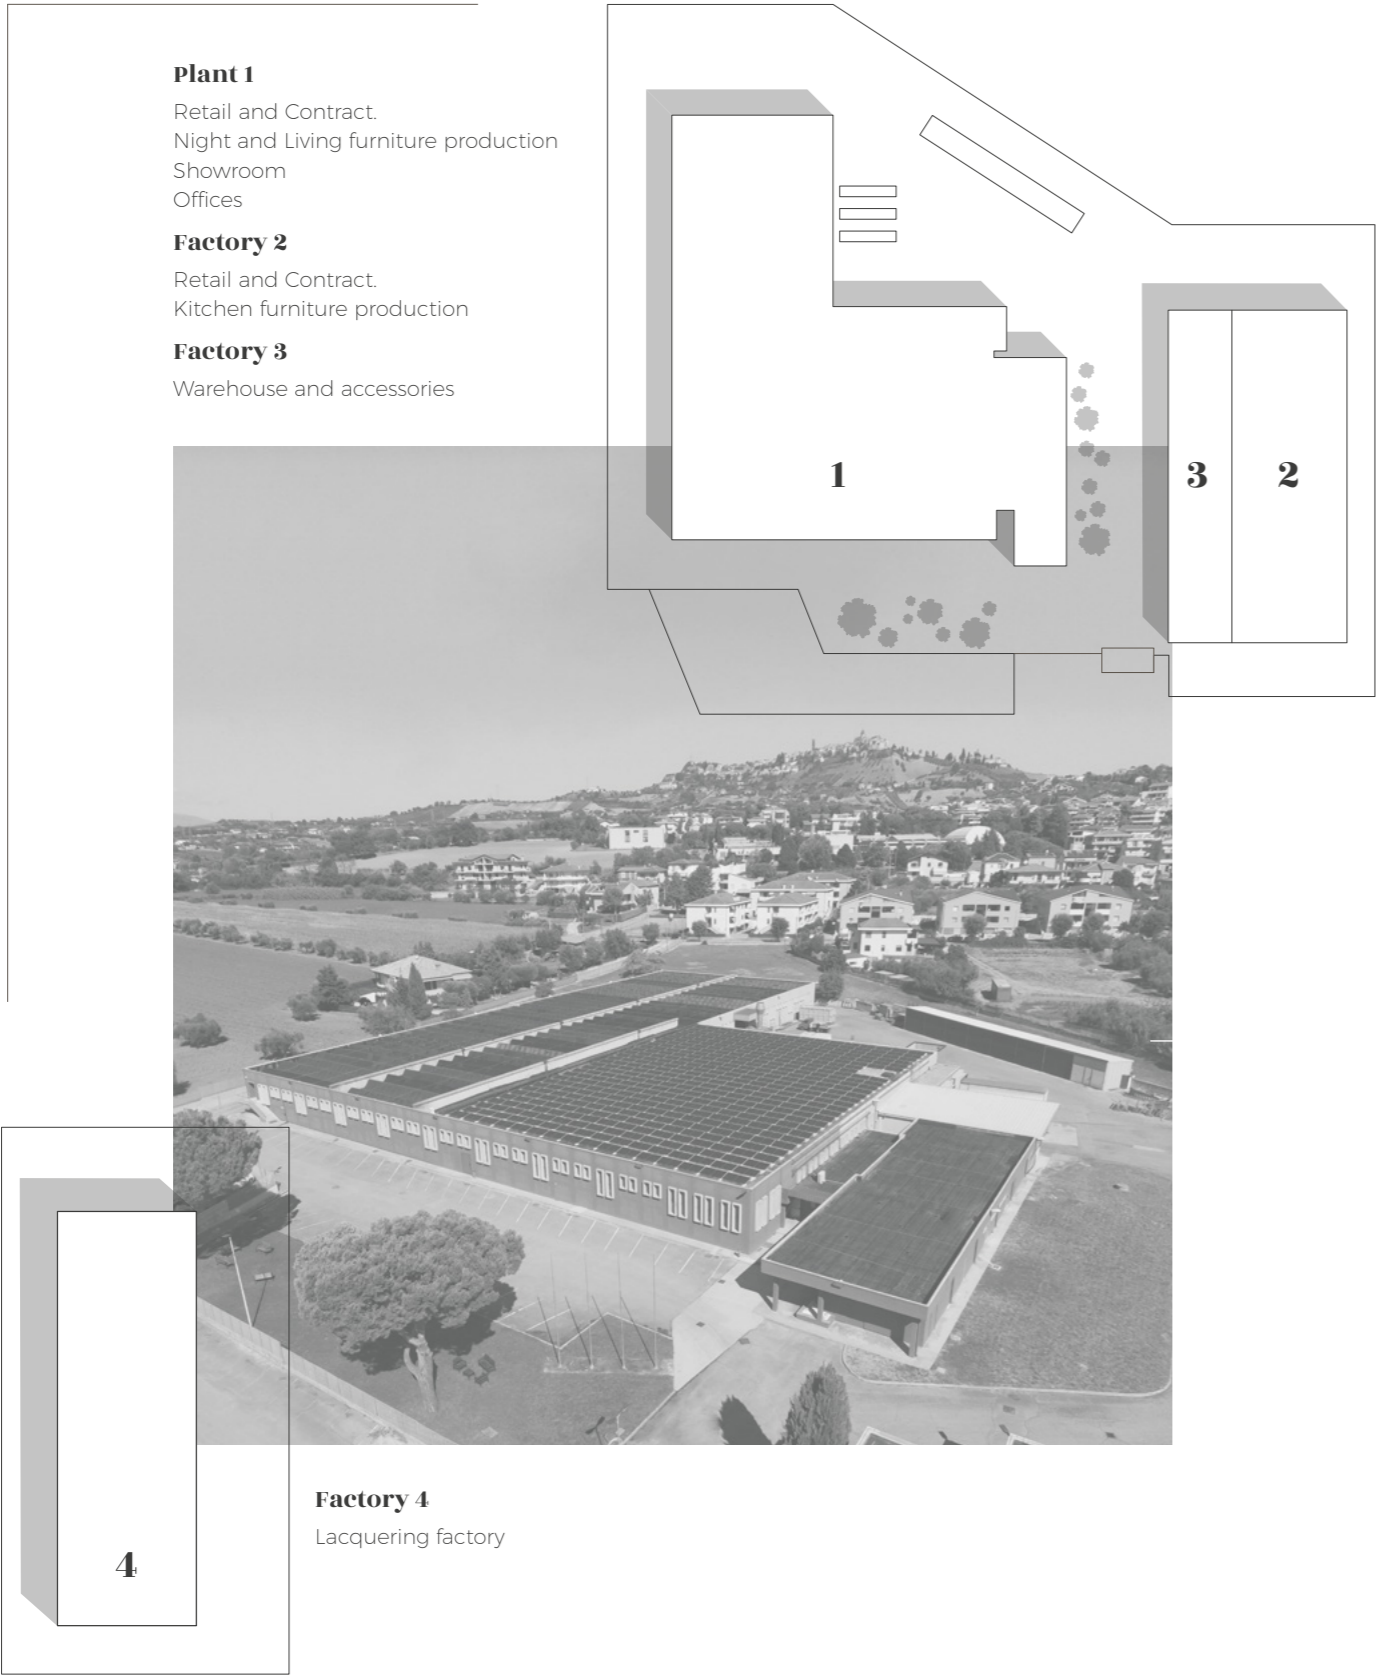 Plant 1
Retail and Contract.
Night and Living furniture production
Showroom
Offices
Factory 2
Retail and Contract.
Kitchen furniture production
Factory 3
Warehouse and accessories
1
3
2
Factory 4
Lacquering factory
4